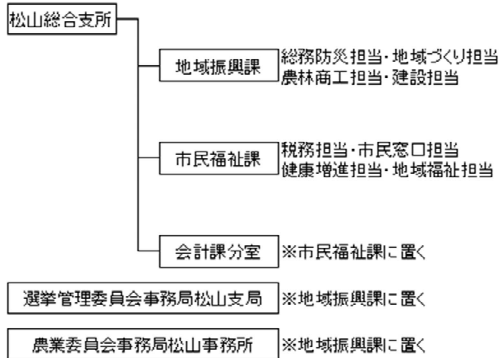 松山総合支所
地域振興課
総務防災担当・地域づくり担当
農林商工担当・建設担当
市民福祉課
税務担当・市民窓口担当
健康増進担当・地域福祉担当
会計課分室
※市民福祉課に置く
選挙管理委員会事務局松山支局
※地域振興課に置く
農業委員会事務局松山事務所
※地域振興課に置く